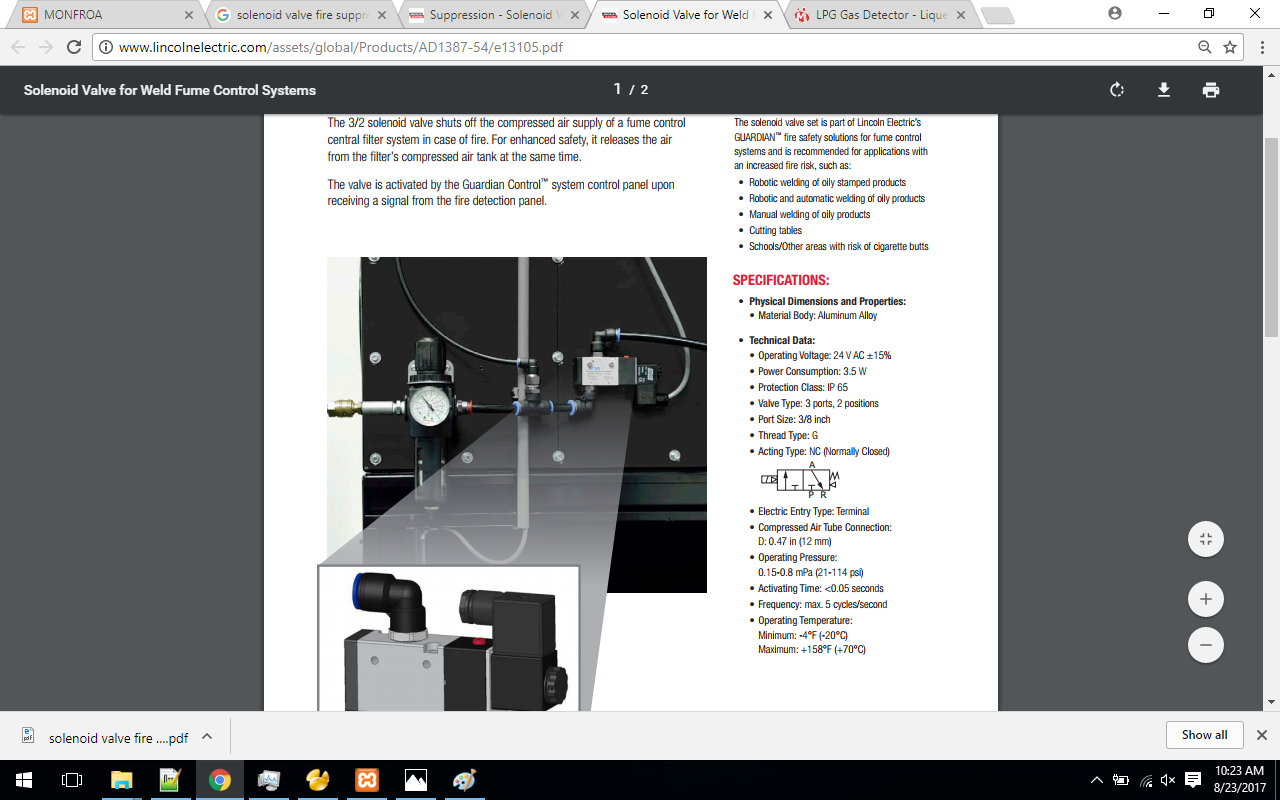 MONFROA
solenoid valve fire suppr
Suppression - Solenoid V
Solenoid Valve for Weld
LPG Gas Detector - Lique
www.lincolnelectric.com/assets/global/Products/AD1387-54/e13105.pdf
Solenoid Valve for Weld Fume Control Systems
1 / 2
The 3/2 solenoid valve shuts off the compressed air supply of a fume control
central filter system in case of fire. For enhanced safety, it releases the air
from the filter's compressed air tank at the same time.
The valve is activated by the Guardian Control™ system control panel upon
receiving a signal from the fire detection panel.
The solenoid valve set is part of Lincoln Electric's
GUARDIAN™ fire safety solutions for fume control
systems and is recommended for applications with
an increased fire risk, such as:
• Robotic welding of oily stamped products
• Robotic and automatic welding of oily products
• Manual welding of oily products
• Cutting tables
• Schools/Other areas with risk of cigarette butts
SPECIFICATIONS:
• Physical Dimensions and Properties:
• Material Body: Aluminum Alloy
• Technical Data:
• Operating Voltage: 24 V AC ±15%
• Power Consumption: 3.5 W
• Protection Class: IP 65
• Valve Type: 3 ports, 2 positions
• Port Size: 3/8 inch
• Thread Type: G
• Acting Type: NC (Normally Closed)
A
P R
• Electric Entry Type: Terminal
• Compressed Air Tube Connection:
D: 0.47 in (12 mm)
• Operating Pressure:
0.15-0.8 mPa (21-114 psi)
• Activating Time: <0.05 seconds
• Frequency: max. 5 cycles/second
• Operating Temperature:
Minimum: -4°F (-20°C)
Maximum: +158°F (+70°C)
solenoid valve fire ....pdf
Show all
10:23 AM
8/23/2017